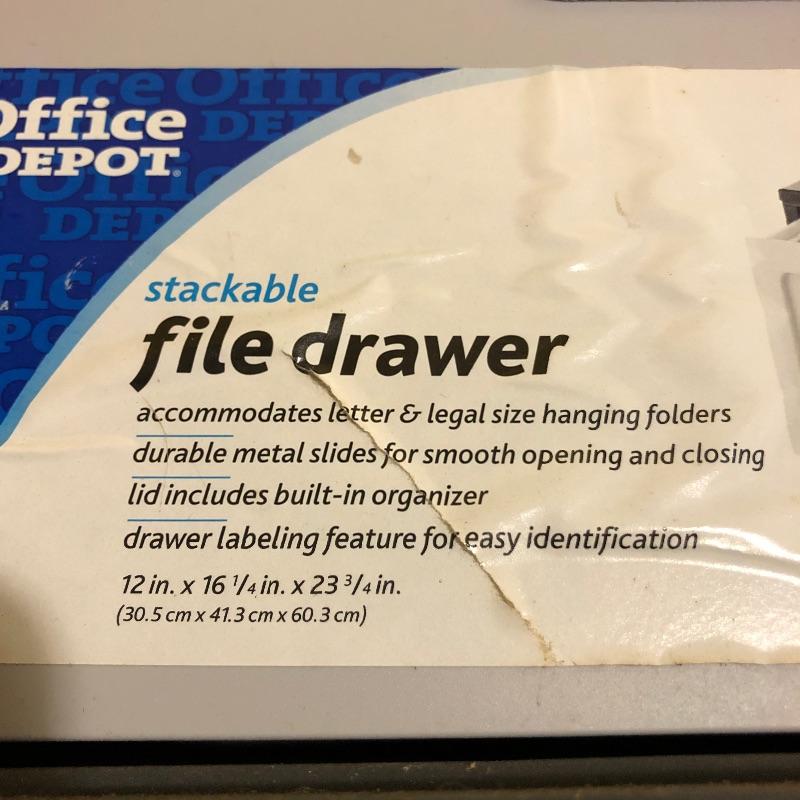 Office
DEPOT
stackable
file drawer
accommodates letter & legal size hanging folders
durable metal slides for smooth opening and closing
lid includes built-in organizer
drawer labeling feature for easy identification
12 in. x 16 1/4 in. x 23 3/4 in.
(30.5 cm x 41.3 cm x 60.3 cm)